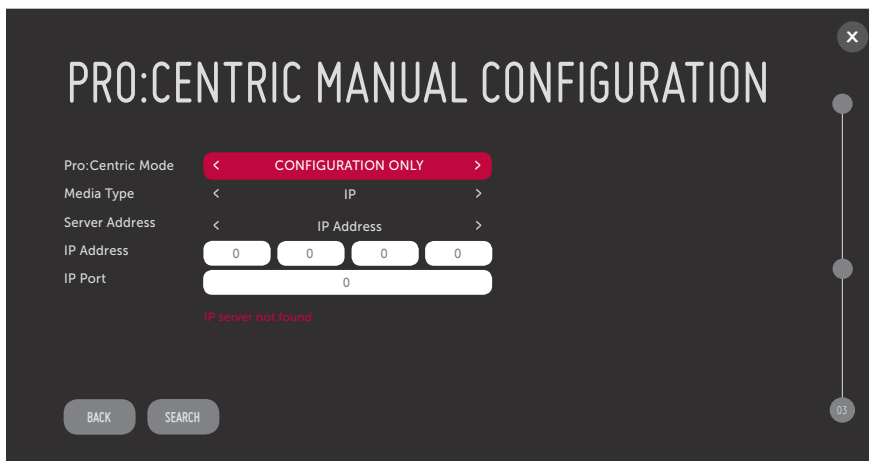 X
PRO:CENTRIC MANUAL CONFIGURATION
Pro:Centric Mode < CONFIGURATION ONLY >
Media Type < IP >
Server Address < IP Address >
IP Address 0 0 0 0
IP Port 0
IP server not found
BACK SEARCH 03